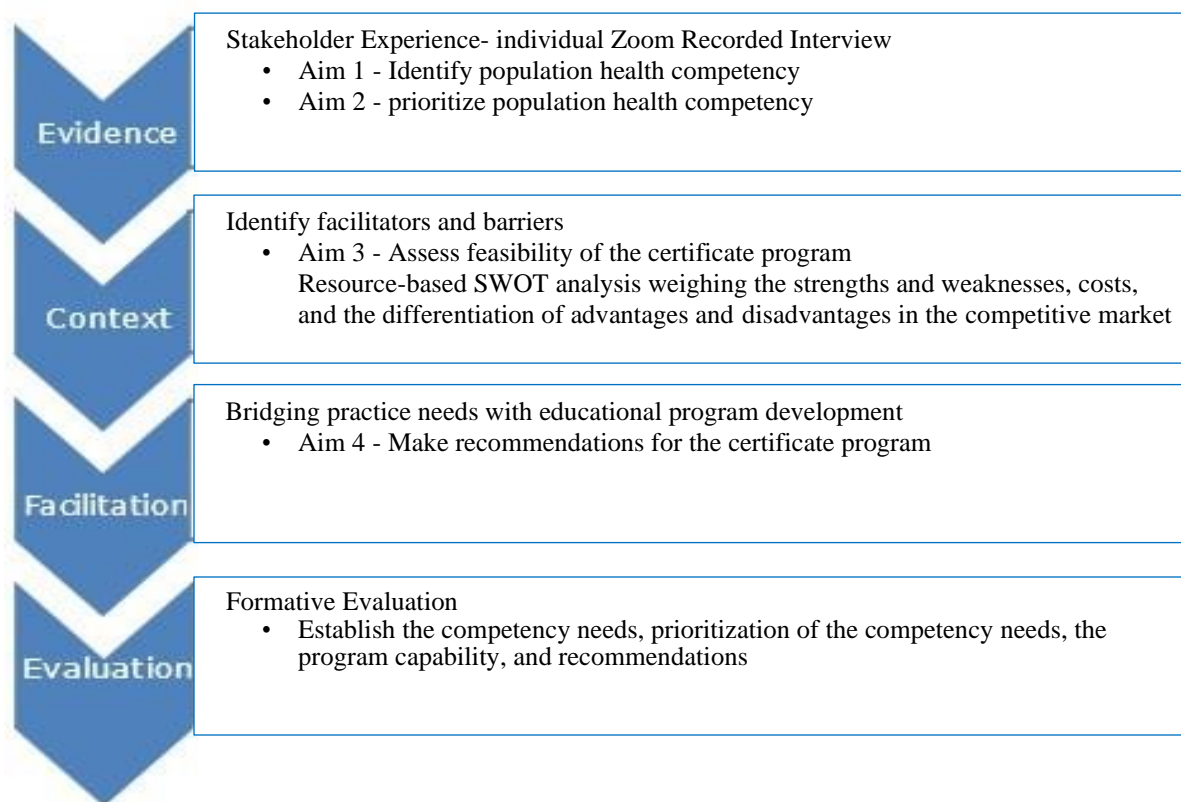 Stakeholder Experience- individual Zoom Recorded Interview
• Aim 1 - Identify population health competency
• Aim 2 - prioritize population health competency
Evidence
Identify facilitators and barriers
• Aim 3 - Assess feasibility of the certificate program
Resource-based SWOT analysis weighing the strengths and weaknesses, costs,
and the differentiation of advantages and disadvantages in the competitive market
Context
Bridging practice needs with educational program development
• Aim 4 - Make recommendations for the certificate program
Facilitation
Formative Evaluation
• Establish the competency needs, prioritization of the competency needs, the
program capability, and recommendations
Evaluation